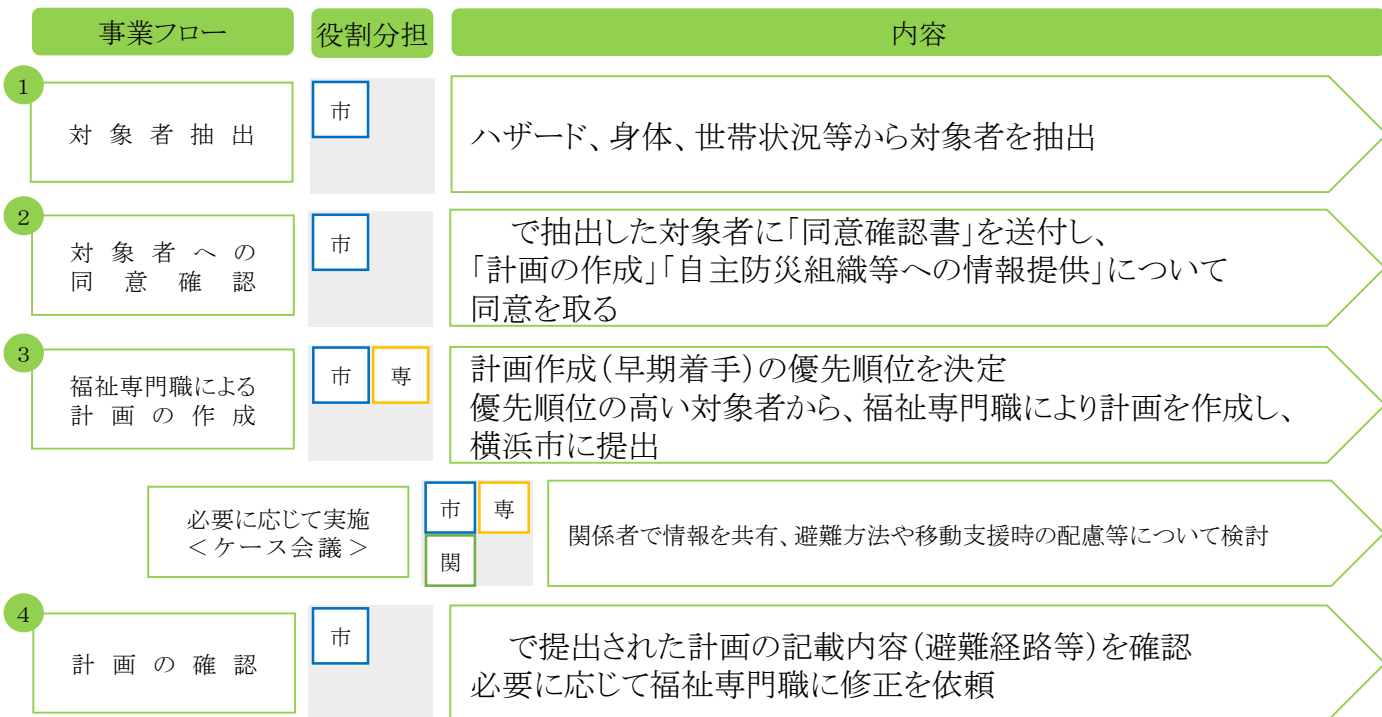 事業フロー 役割分担 内容
1
対象者抽出
市
ハザード、身体、世帯状況等から対象者を抽出
2
対象者への
同意確認
市
で抽出した対象者に「同意確認書」を送付し、
「計画の作成」「自主防災組織等への情報提供」について
同意を取る
3
福祉専門職による
計画の作成
市 専
計画作成(早期着手)の優先順位を決定
優先順位の高い対象者から、福祉専門職により計画を作成し、
横浜市に提出
必要に応じて実施
<ケース会議>
市 専
関
関係者で情報を共有、避難方法や移動支援時の配慮等について検討
4
計画の確認
市
で提出された計画の記載内容(避難経路等)を確認
必要に応じて福祉専門職に修正を依頼